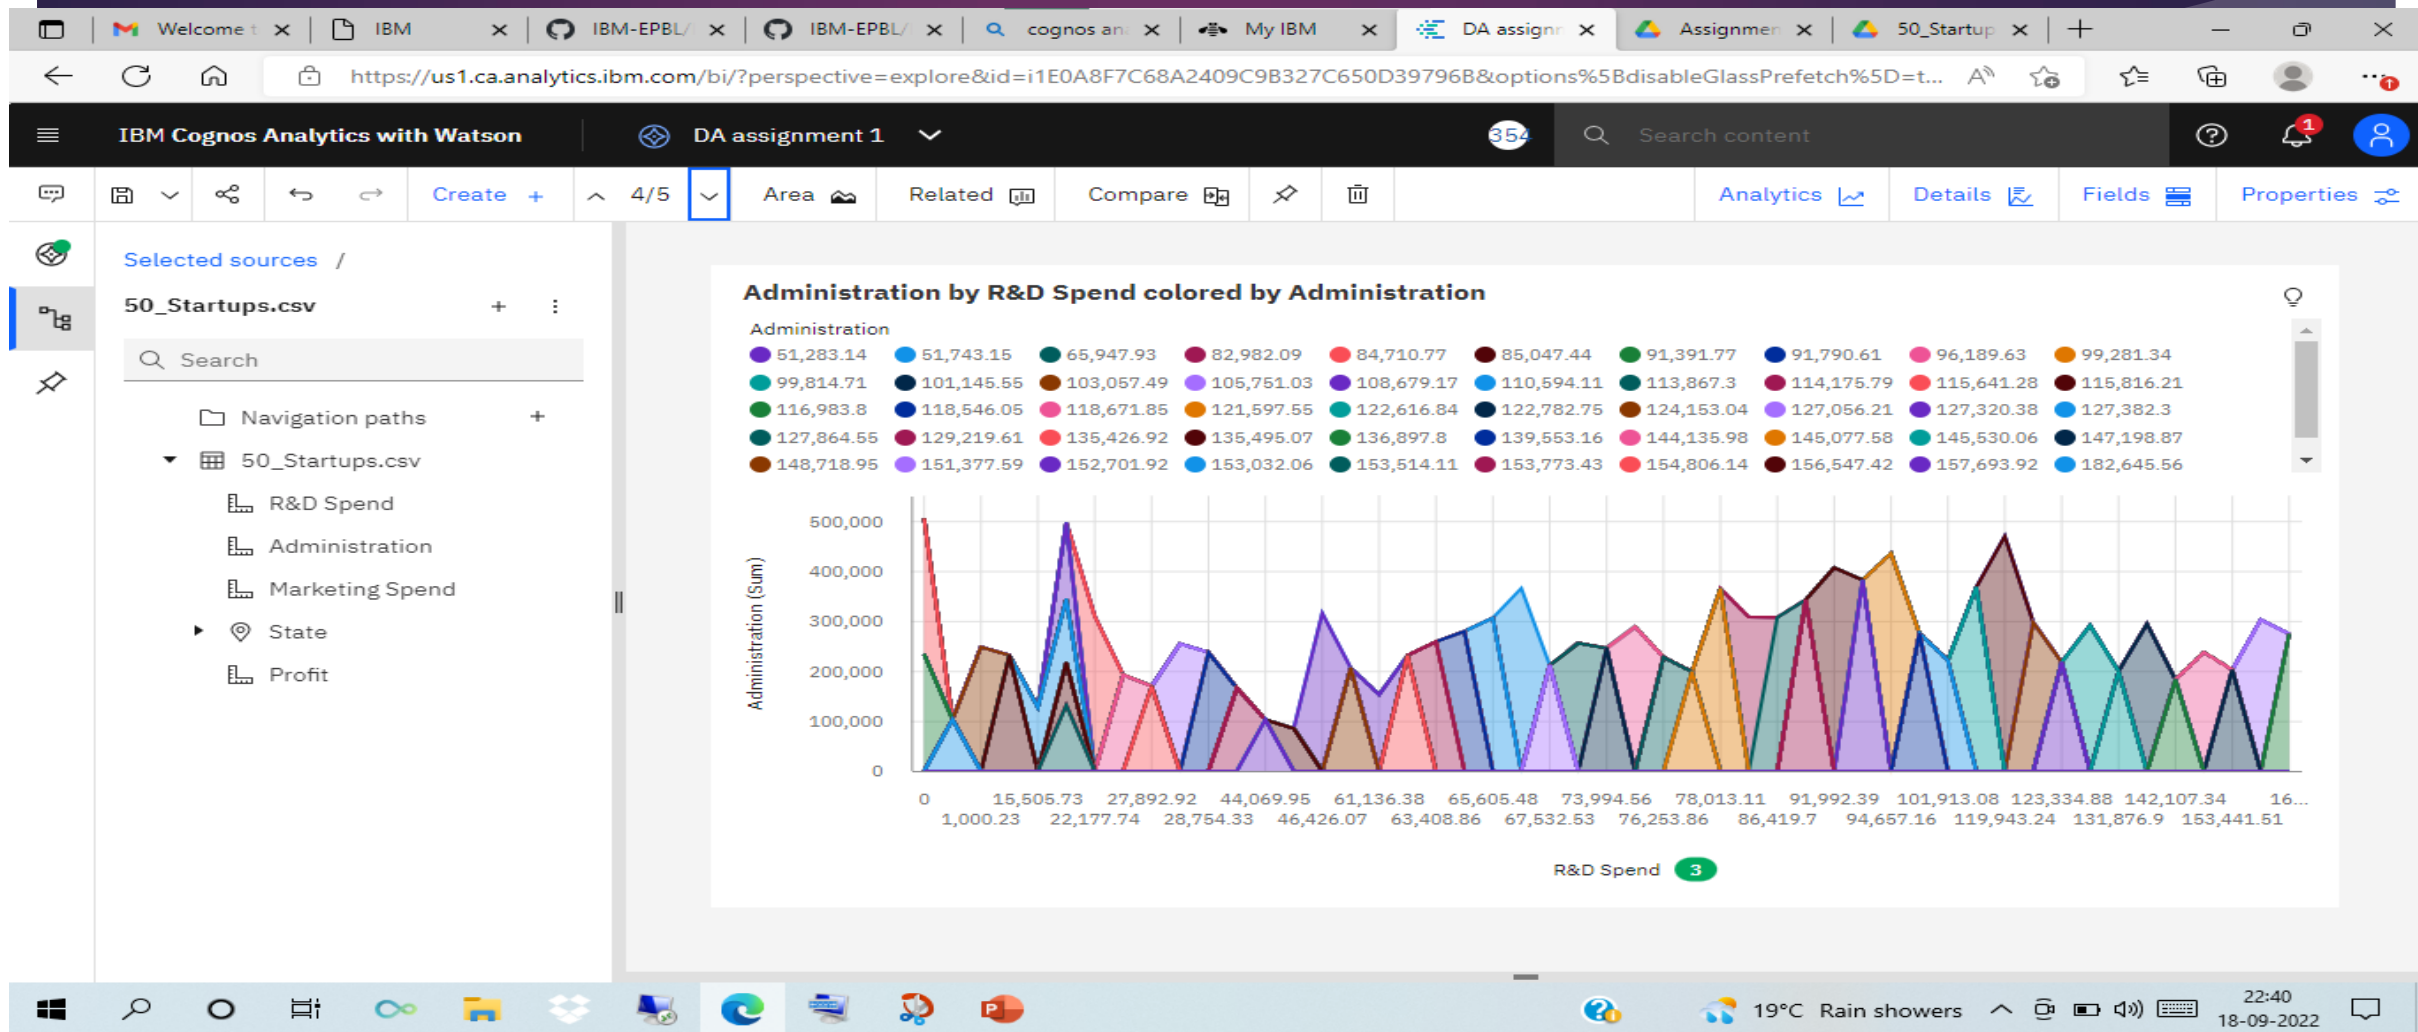 Welcome t
IBM
IBM-EPBL/
IBM-EPBL/
cognos an
My IBM
DA assignm
Assignmen
50_Startup
https://us1.ca.analytics.ibm.com/bi/?perspective=explore&id=i1E0A8F7C68A2409C9B327C650D39796B&options%5BdisableGlassPrefetch%5D=t...
IBM Cognos Analytics with Watson
DA assignment 1
354
Search content
1
Create +
4/5
Area
Related
Compare
Analytics
Details
Fields
Properties
Selected sources /
50_Startups.csv
Search
Navigation paths
50_Startups.csv
R&D Spend
Administration
Marketing Spend
State
Profit
Administration by R&D Spend colored by Administration
Administration
51,283.14 51,743.15 65,947.93 82,982.09 84,710.77 85,047.44 91,391.77 91,790.61 96,189.63 99,281.34
99,814.71 101,145.55 103,057.49 105,751.03 108,679.17 110,594.11 113,867.3 114,175.79 115,641.28 115,816.21
116,983.8 118,546.05 118,671.85 121,597.55 122,616.84 122,782.75 124,153.04 127,056.21 127,320.38 127,382.3
127,864.55 129,219.61 135,426.92 135,495.07 136,897.8 139,553.16 144,135.98 145,077.58 145,530.06 147,198.87
148,718.95 151,377.59 152,701.92 153,032.06 153,514.11 153,773.43 154,806.14 156,547.42 157,693.92 182,645.56
Administration (Sum)
500,000
400,000
300,000
200,000
100,000
0
0 15,505.73 27,892.92 44,069.95 61,136.38 65,605.48 73,994.56 78,013.11 91,992.39 101,913.08 123,334.88 142,107.34 16...
1,000.23 22,177.74 28,754.33 46,426.07 63,408.86 67,532.53 76,253.86 86,419.7 94,657.16 119,943.24 131,876.9 153,441.51
R&D Spend 3
19°C Rain showers
22:40
18-09-2022